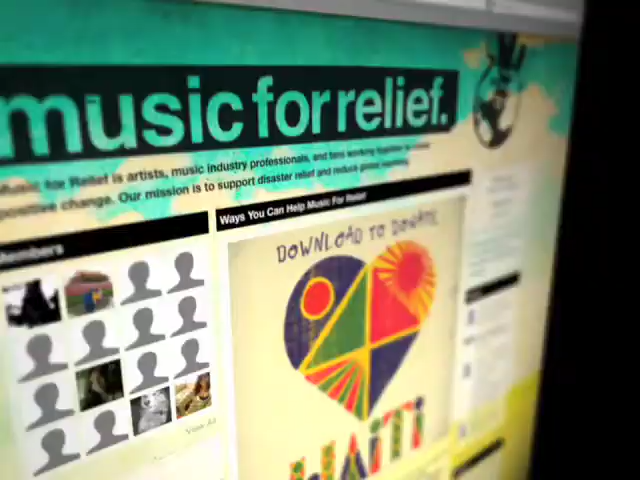 music for relief.
Music for Relief is artists, music industry professionals, and fans working together
positive change. Our mission is to support disaster relief and reduce global warming.
Members
Ways You Can Help Music For Relief
DOWNLOAD TO DONATE
HAITI
View All